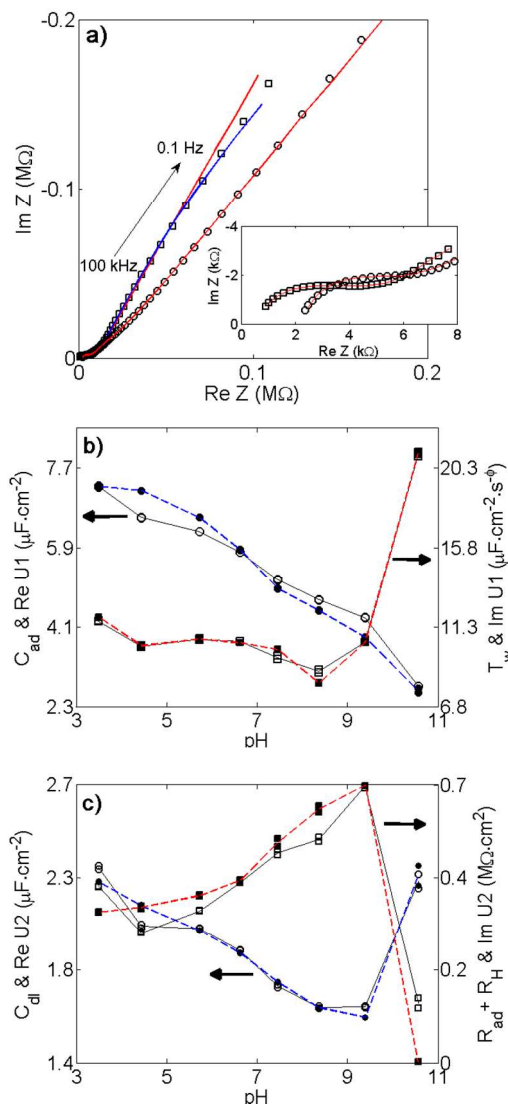 a)
-0.2
-0.1
0
Im Z (MΩ)
0.1 Hz
100 kHz
-4
-2
0
Im Z (kΩ)
0 2 4 6 8
Re Z (kΩ)
0 0.1 0.2
Re Z (MΩ)
b)
7.7
5.9
4.1
2.3
C_ad & Re U1 (μF.cm⁻²)
20.3
15.8
11.3
6.8
T_w & Im U1 (μF.cm⁻².s⁻ᶲ)
3 5 7 9 11
pH
c)
2.7
2.3
1.8
1.4
C_dl & Re U2 (μF.cm⁻²)
0.7
0.4
0.2
0
R_ad + R_H & Im U2 (MΩ.cm²)
3 5 7 9 11
pH